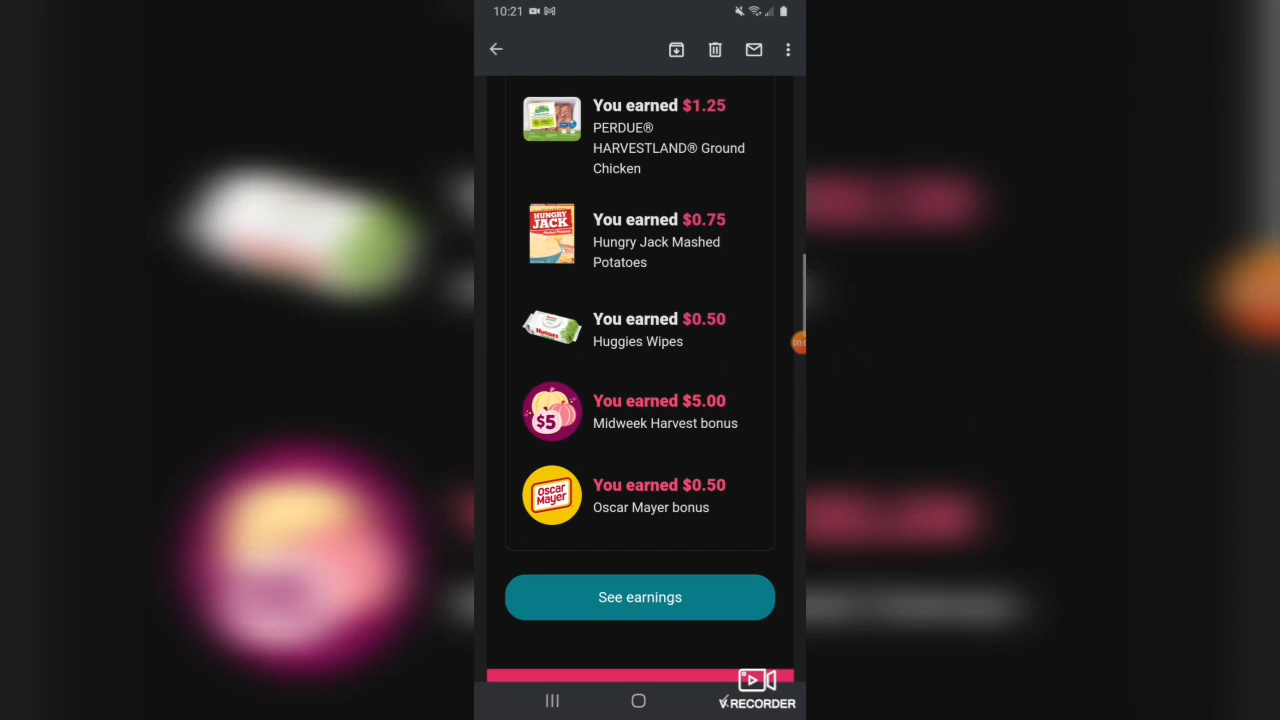 10:21
You earned $1.25
PERDUE®
HARVESTLAND® Ground
Chicken
HUNGRY
JACK
You earned $0.75
Hungry Jack Mashed
Potatoes
You earned $0.50
HUGGIES
Huggies Wipes
You earned $5.00
$5
Midweek Harvest bonus
You earned $0.50
Oscar
Mayer
Oscar Mayer bonus
See earnings
V.RECORDER